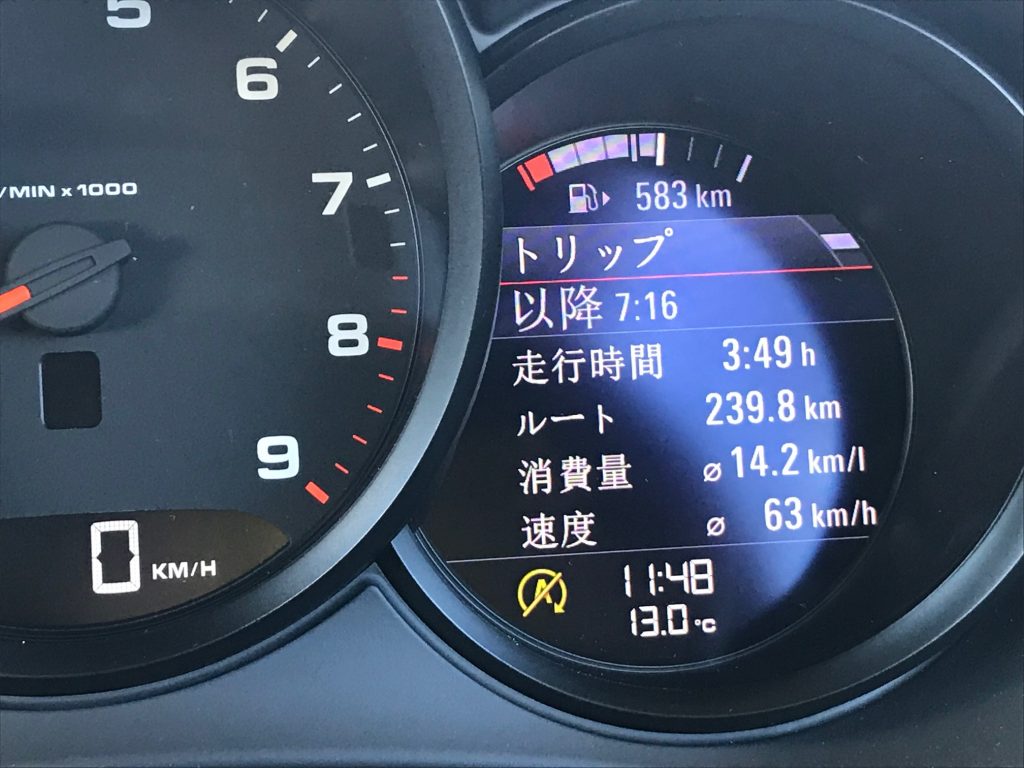 5
6
7
/MIN x 1000
8
9
0 KM/H
583 km
トリップ
以降 7:16
走行時間 3:49 h
ルート 239.8 km
消費量 ⌀ 14.2 km/l
速度 ⌀ 63 km/h
A 11:48
13.0 °C